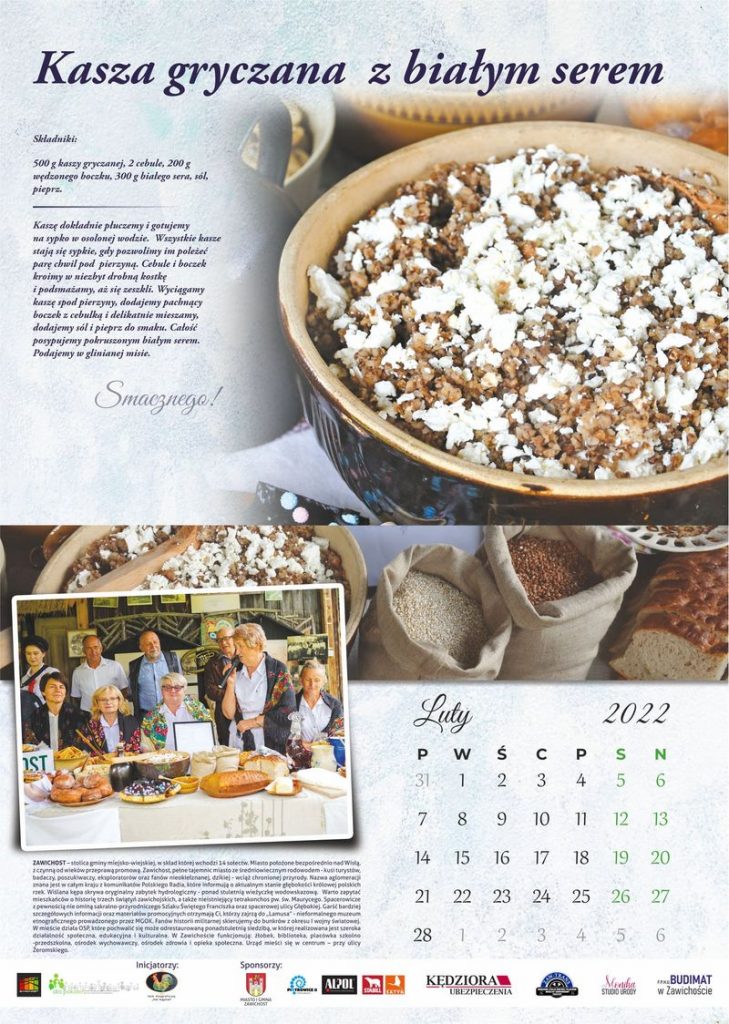 Kasza gryczana z białym serem
Składniki:
500 g kaszy gryczanej, 2 cebule, 200 g
wędzonego boczku, 300 g białego sera, sól,
pieprz.
Kaszę dokładnie płuczemy i gotujemy
na sypko w osolonej wodzie. Wszystkie kasze
stają się sypkie, gdy pozwolimy im poleżeć
parę chwil pod pierzyną. Cebule i boczek
kroimy w niezbyt drobną kostkę
i podsmażamy, aż się zeszkli. Wyciągamy
kaszę spod pierzyny, dodajemy pachnący
boczek z cebulką i delikatnie mieszamy,
dodajemy sól i pieprz do smaku. Całość
posypujemy pokruszonym białym serem.
Podajemy w glinianej misie.
Smacznego!
OST
Luty 2022
P W Ś C P S N
31 1 2 3 4 5 6
7 8 9 10 11 12 13
14 15 16 17 18 19 20
21 22 23 24 25 26 27
28 1 2 3 4 5 6
ZAWICHOST – stolica gminy miejsko-wiejskiej, w skład której wchodzi 14 sołectw. Miasto położone bezpośrednio nad Wisłą,
z czynną od wieków przeprawą promową. Zawichost, pełne tajemnic miasto ze średniowiecznym rodowodem - kusi turystów,
badaczy, poszukiwaczy, eksploratorów oraz fanów nieokiełznanej, dzikiej - wciąż chronionej przyrody. Nazwa aglomeracji
znana jest w całym kraju z komunikatów Polskiego Radia, które informują o aktualnym stanie głębokości królowej polskich
rzek. Wiślana kępa skrywa oryginalny zabytek hydrologiczny - ponad stuletnią wieżyczkę wodowskazową. Warto zapytać
mieszkańców o historię trzech świątyń zawichojskich, a także nieistniejący tetrakonchos pw. św. Maurycego. Spacerowicze
z pewnością nie ominą sakralno-przyrodniczego Szlaku Świętego Franciszka oraz spacerowej ulicy Głębokiej. Garść bardziej
szczegółowych informacji oraz materiałów promocyjnych otrzymają Ci, którzy zajrzą do „Lamusa" - nieformalnego muzeum
etnograficznego prowadzonego przez MGOK. Fanów historii militarnej skierujemy do bunkrów z okresu I wojny światowej.
W mieście działa OSP, które pochwalić się może odrestaurowaną ponadstuletnią siedzibą, w której realizowana jest szeroka
działalność społeczna, edukacyjna i kulturalna. W Zawichoście funkcjonują: żłobek, biblioteka, placówka szkolno
-przedszkolna, ośrodek wychowawczy, ośrodek zdrowia i opieka społeczna. Urząd mieści się w centrum – przy ulicy
Żeromskiego.
Inicjatorzy: Sponsorzy:
MIASTO I GMINA
ZAWICHOST
PIOTROWICE II
ALPOL
STABILL
SKTYK
KĘDZIORA
UBEZPIECZENIA
Monika
STUDIO URODY
BUDIMAT
w Zawichoście